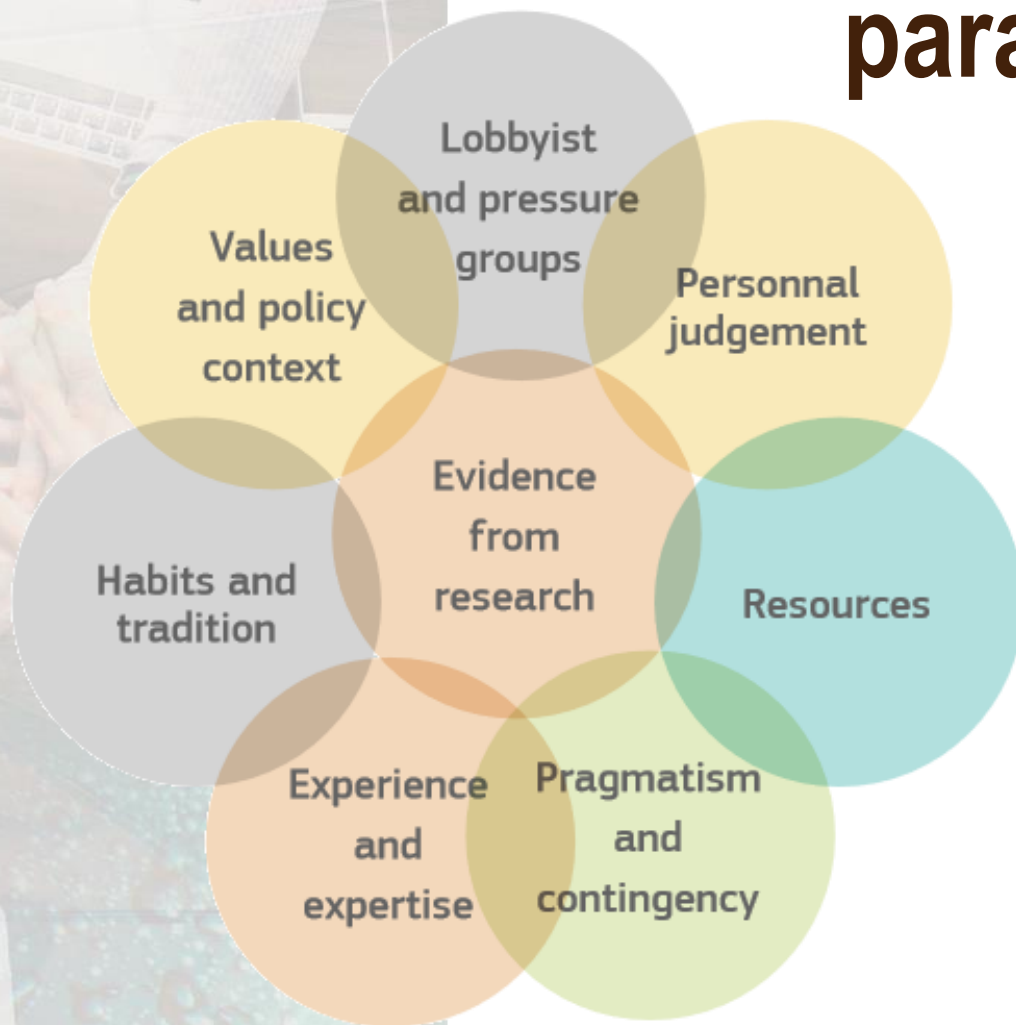 para
Lobbyist
and pressure
groups
Values
and policy
context
Personnal
judgement
Evidence
from
research
Habits and
tradition
Resources
Experience
and
expertise
Pragmatism
and
contingency